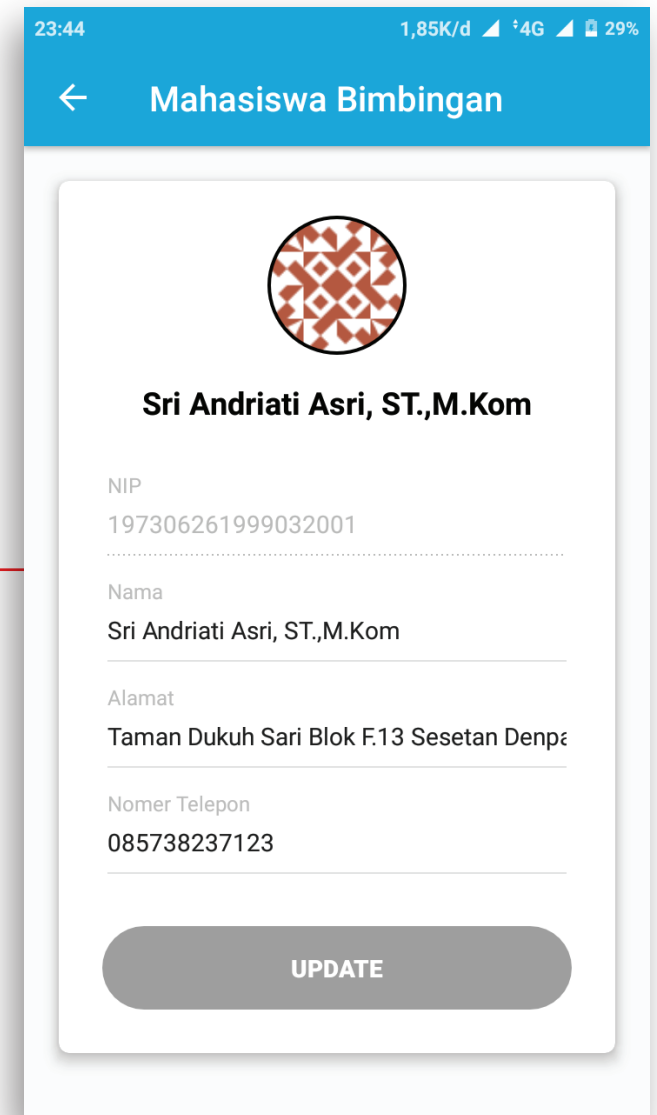 23:44 1,85K/d 4G 29%
Mahasiswa Bimbingan
Sri Andriati Asri, ST.,M.Kom
NIP
197306261999032001
Nama
Sri Andriati Asri, ST.,M.Kom
Alamat
Taman Dukuh Sari Blok F.13 Sesetan Denpa
Nomer Telepon
085738237123
UPDATE